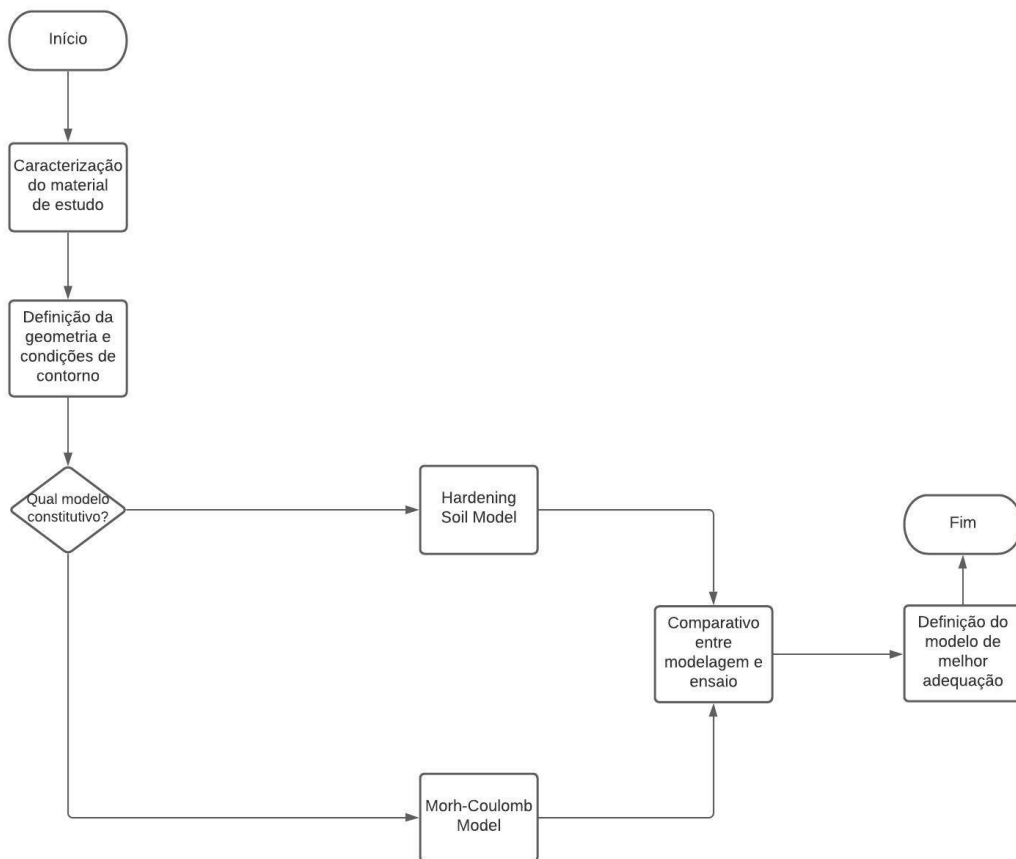 Início
Caracterização
do material
de estudo
Definição da
geometria e
condições de
contorno
Qual modelo
constitutivo?
Hardening
Soil Model
Morh-Coulomb
Model
Comparativo
entre
modelagem e
ensaio
Definição do
modelo de
melhor
adequação
Fim